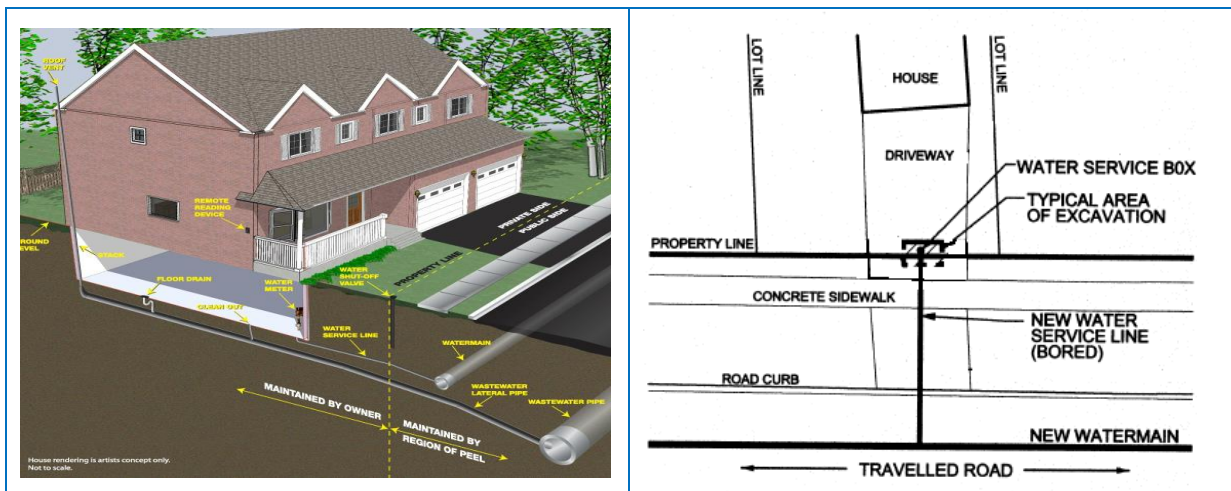 ROOF
VENT
REMOTE
READING
DEVICE
GROUND
LEVEL
STACK
FLOOR DRAIN
CLEAN OUT
WATER
METER
WATER
SHUT-OFF
VALVE
PROPERTY LINE
PRIVATE SIDE
PUBLIC SIDE
WATER
SERVICE LINE
WATERMAIN
WASTEWATER
LATERAL PIPE
WASTEWATER PIPE
MAINTAINED BY OWNER
MAINTAINED BY
REGION OF PEEL
House rendering is artists concept only.
Not to scale.
LOT LINE
HOUSE
LOT LINE
DRIVEWAY
WATER SERVICE B0X
TYPICAL AREA
OF EXCAVATION
PROPERTY LINE
CONCRETE SIDEWALK
NEW WATER
SERVICE LINE
(BORED)
ROAD CURB
NEW WATERMAIN
TRAVELLED ROAD